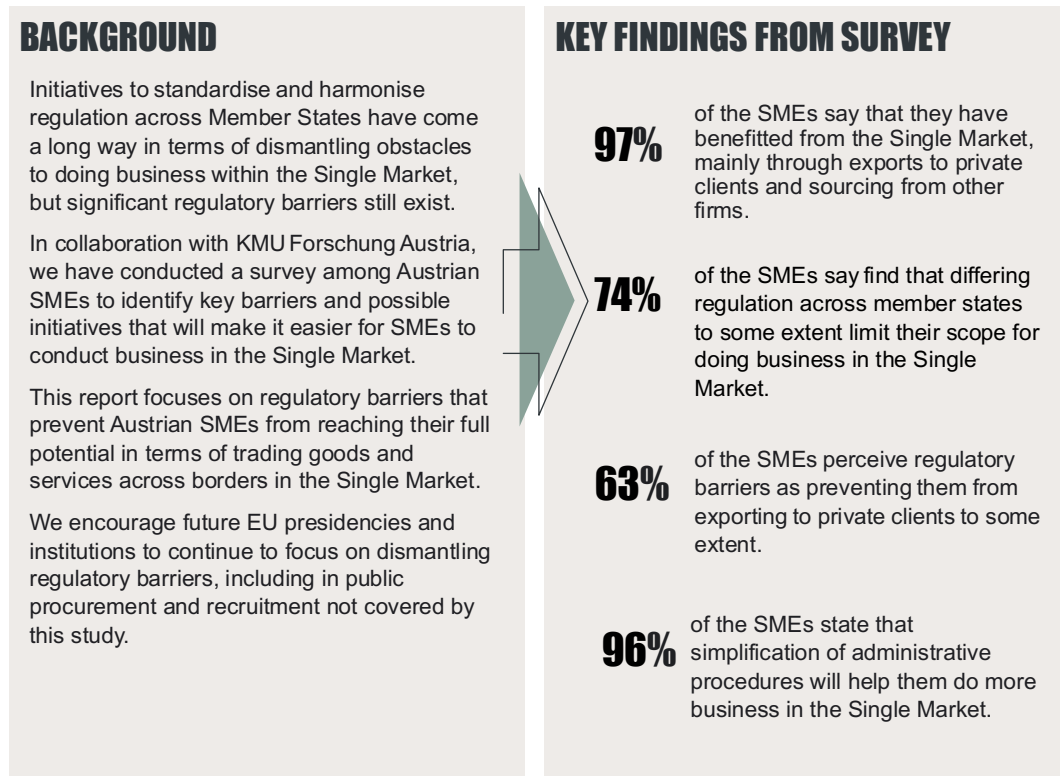 BACKGROUND
Initiatives to standardise and harmonise
regulation across Member States have come
a long way in terms of dismantling obstacles
to doing business within the Single Market,
but significant regulatory barriers still exist.
In collaboration with KMU Forschung Austria,
we have conducted a survey among Austrian
SMEs to identify key barriers and possible
initiatives that will make it easier for SMEs to
conduct business in the Single Market.
This report focuses on regulatory barriers that
prevent Austrian SMEs from reaching their full
potential in terms of trading goods and
services across borders in the Single Market.
We encourage future EU presidencies and
institutions to continue to focus on dismantling
regulatory barriers, including in public
procurement and recruitment not covered by
this study.
KEY FINDINGS FROM SURVEY
97%
of the SMEs say that they have
benefitted from the Single Market,
mainly through exports to private
clients and sourcing from other
firms.
74%
of the SMEs say find that differing
regulation across member states
to some extent limit their scope for
doing business in the Single
Market.
63%
of the SMEs perceive regulatory
barriers as preventing them from
exporting to private clients to some
extent.
96%
of the SMEs state that
simplification of administrative
procedures will help them do more
business in the Single Market.